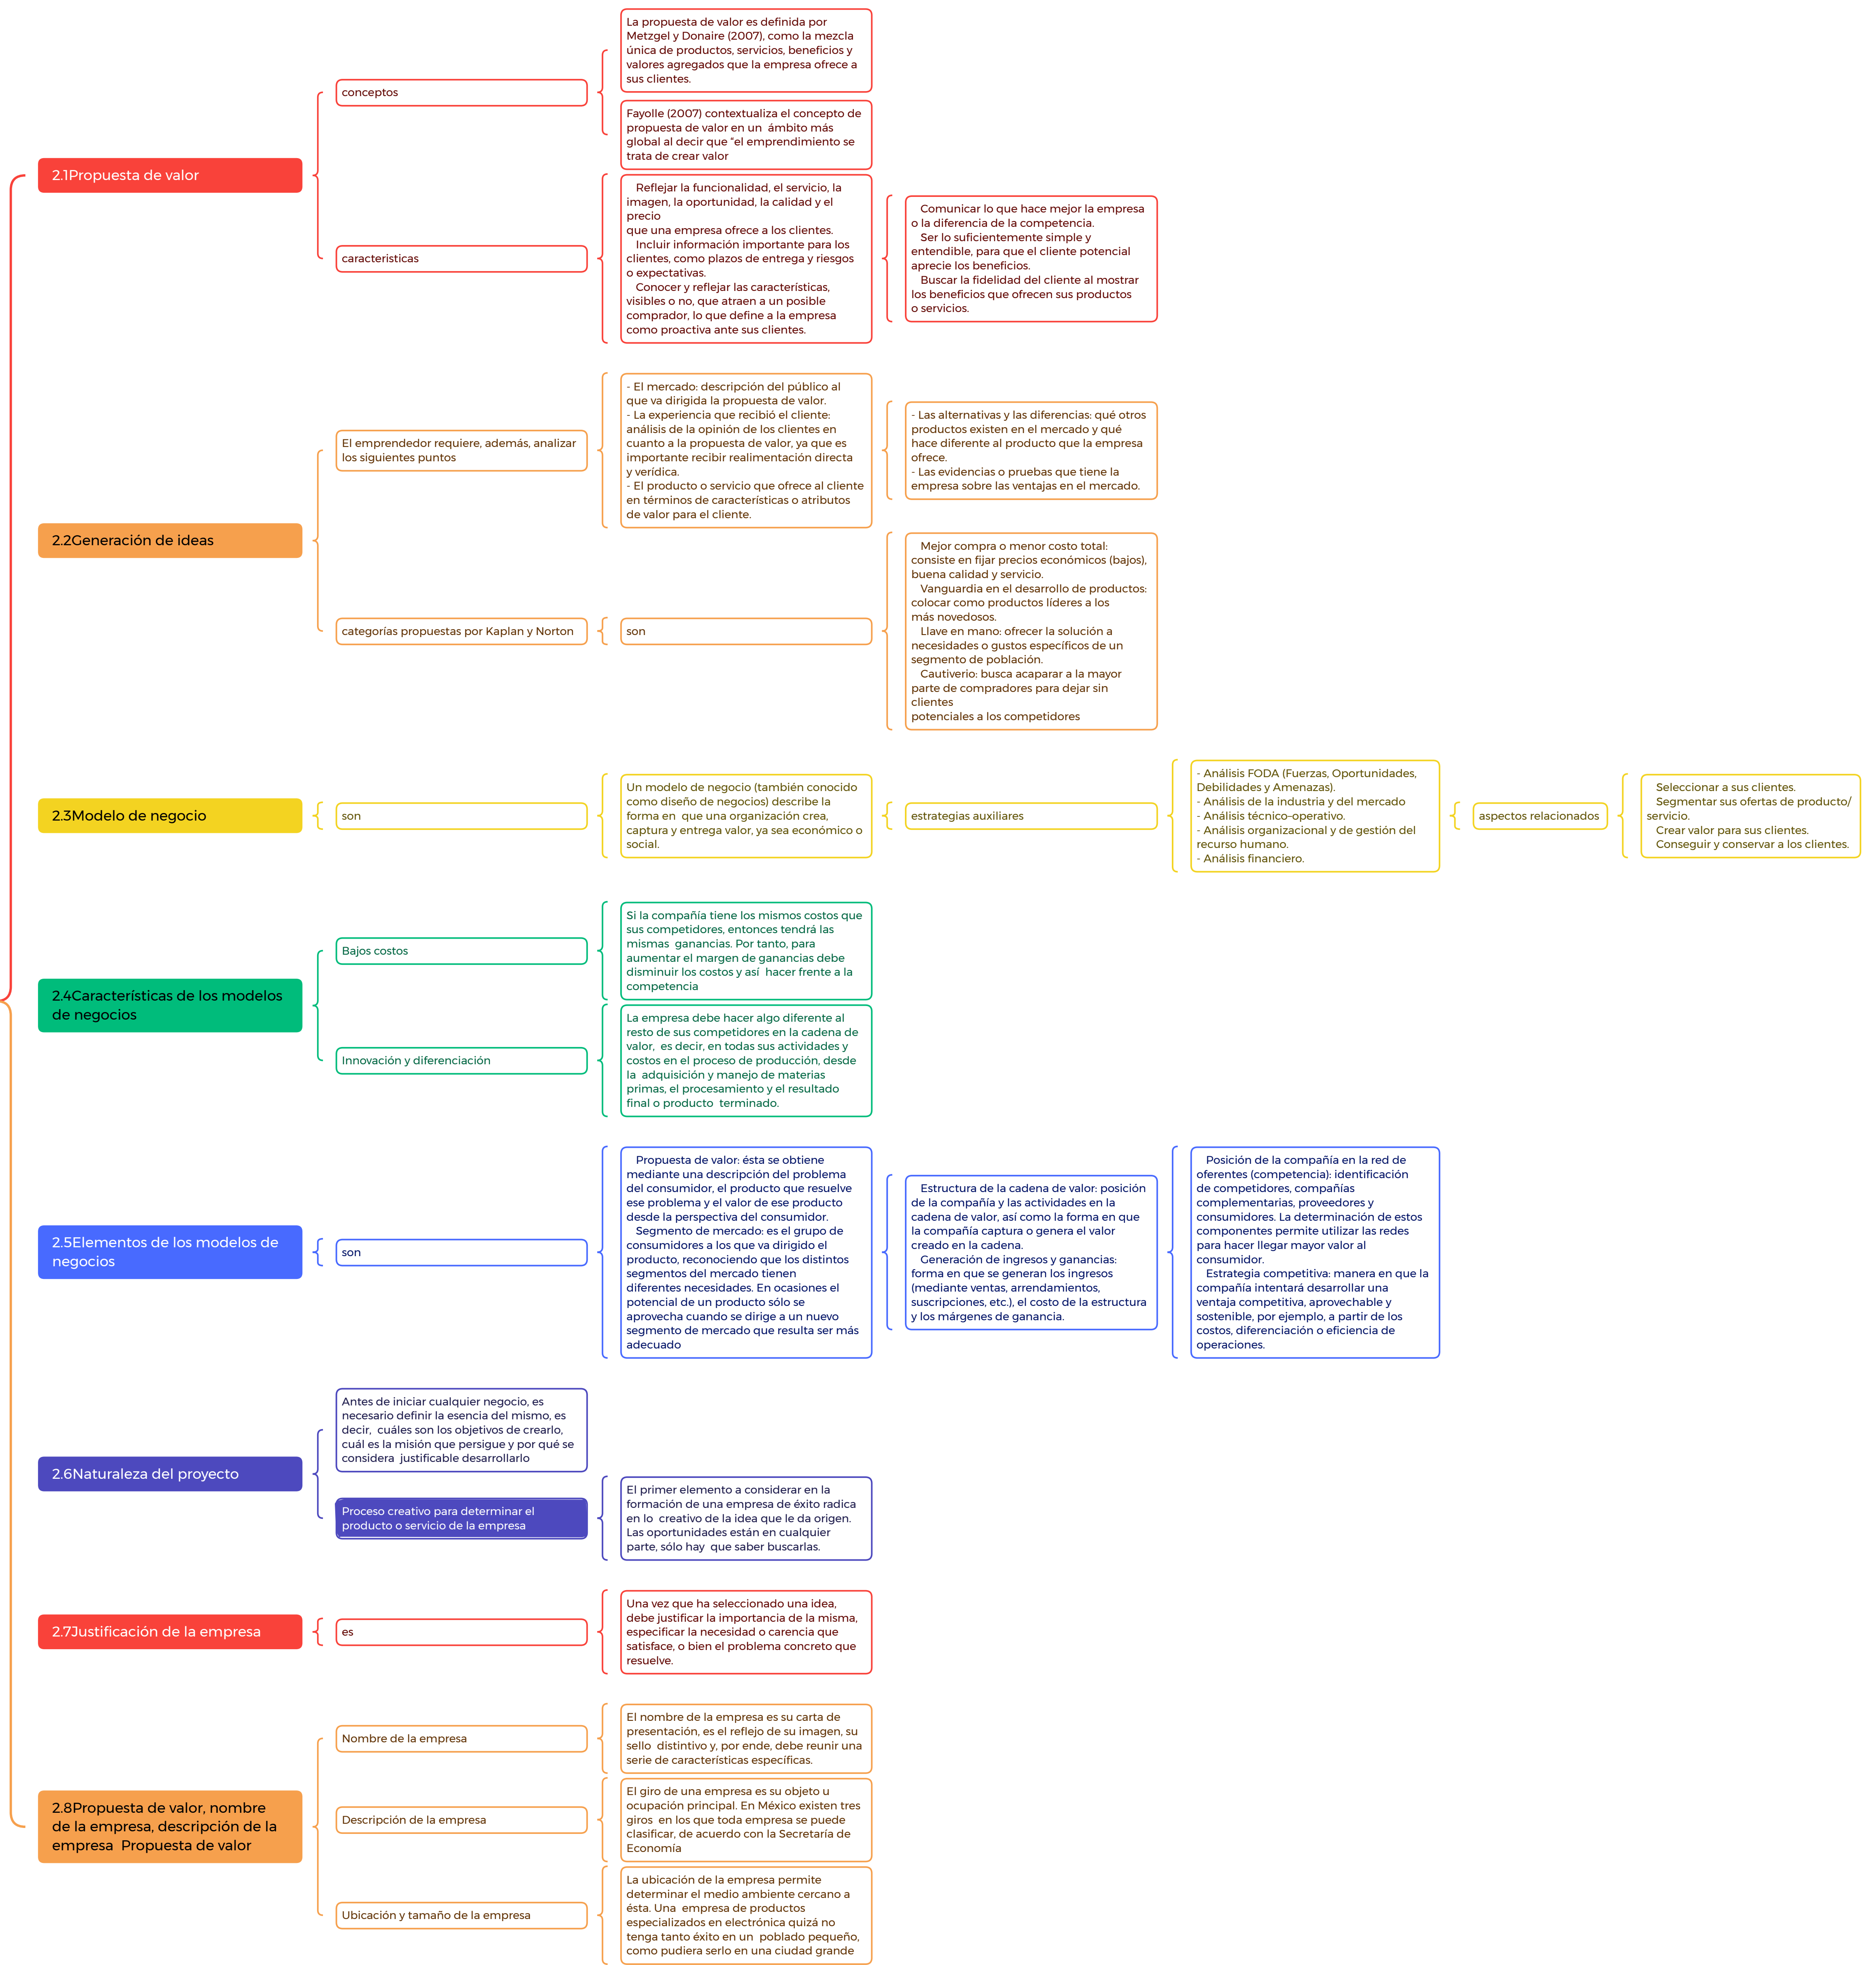 2.1Propuesta de valor
conceptos
La propuesta de valor es definida por
Metzgel y Donaire (2007), como la mezcla
única de productos, servicios, beneficios y
valores agregados que la empresa ofrece a
sus clientes.
Fayolle (2007) contextualiza el concepto de
propuesta de valor en un  ámbito más
global al decir que "el emprendimiento se
trata de crear valor
caracteristicas
Reflejar la funcionalidad, el servicio, la
imagen, la oportunidad, la calidad y el
precio
que una empresa ofrece a los clientes.
Incluir información importante para los
clientes, como plazos de entrega y riesgos
o expectativas.
Conocer y reflejar las características,
visibles o no, que atraen a un posible
comprador, lo que define a la empresa
como proactiva ante sus clientes.
Comunicar lo que hace mejor la empresa
o la diferencia de la competencia.
Ser lo suficientemente simple y
entendible, para que el cliente potencial
aprecie los beneficios.
Buscar la fidelidad del cliente al mostrar
los beneficios que ofrecen sus productos
o servicios.
2.2Generación de ideas
El emprendedor requiere, además, analizar
los siguientes puntos
- El mercado: descripción del público al
que va dirigida la propuesta de valor.
- La experiencia que recibió el cliente:
análisis de la opinión de los clientes en
cuanto a la propuesta de valor, ya que es
importante recibir realimentación directa
y verídica.
- El producto o servicio que ofrece al cliente
en términos de características o atributos
de valor para el cliente.
- Las alternativas y las diferencias: qué otros
productos existen en el mercado y qué
hace diferente al producto que la empresa
ofrece.
- Las evidencias o pruebas que tiene la
empresa sobre las ventajas en el mercado.
categorías propuestas por Kaplan y Norton
son
Mejor compra o menor costo total:
consiste en fijar precios económicos (bajos),
buena calidad y servicio.
Vanguardia en el desarrollo de productos:
colocar como productos líderes a los
más novedosos.
Llave en mano: ofrecer la solución a
necesidades o gustos específicos de un
segmento de población.
Cautiverio: busca acaparar a la mayor
parte de compradores para dejar sin
clientes
potenciales a los competidores
2.3Modelo de negocio
son
Un modelo de negocio (también conocido
como diseño de negocios) describe la
forma en  que una organización crea,
captura y entrega valor, ya sea económico o
social.
estrategias auxiliares
- Análisis FODA (Fuerzas, Oportunidades,
Debilidades y Amenazas).
- Análisis de la industria y del mercado
- Análisis técnico-operativo.
- Análisis organizacional y de gestión del
recurso humano.
- Análisis financiero.
aspectos relacionados
Seleccionar a sus clientes.
Segmentar sus ofertas de producto/
servicio.
Crear valor para sus clientes.
Conseguir y conservar a los clientes.
2.4Características de los modelos
de negocios
Bajos costos
Si la compañía tiene los mismos costos que
sus competidores, entonces tendrá las
mismas  ganancias. Por tanto, para
aumentar el margen de ganancias debe
disminuir los costos y así  hacer frente a la
competencia
Innovación y diferenciación
La empresa debe hacer algo diferente al
resto de sus competidores en la cadena de
valor,  es decir, en todas sus actividades y
costos en el proceso de producción, desde
la  adquisición y manejo de materias
primas, el procesamiento y el resultado
final o producto  terminado.
2.5Elementos de los modelos de
negocios
son
Propuesta de valor: ésta se obtiene
mediante una descripción del problema
del consumidor, el producto que resuelve
ese problema y el valor de ese producto
desde la perspectiva del consumidor.
Segmento de mercado: es el grupo de
consumidores a los que va dirigido el
producto, reconociendo que los distintos
segmentos del mercado tienen
diferentes necesidades. En ocasiones el
potencial de un producto sólo se
aprovecha cuando se dirige a un nuevo
segmento de mercado que resulta ser más
adecuado
Estructura de la cadena de valor: posición
de la compañía y las actividades en la
cadena de valor, así como la forma en que
la compañía captura o genera el valor
creado en la cadena.
Generación de ingresos y ganancias:
forma en que se generan los ingresos
(mediante ventas, arrendamientos,
suscripciones, etc.), el costo de la estructura
y los márgenes de ganancia.
Posición de la compañía en la red de
oferentes (competencia): identificación
de competidores, compañías
complementarias, proveedores y
consumidores. La determinación de estos
componentes permite utilizar las redes
para hacer llegar mayor valor al
consumidor.
Estrategia competitiva: manera en que la
compañía intentará desarrollar una
ventaja competitiva, aprovechable y
sostenible, por ejemplo, a partir de los
costos, diferenciación o eficiencia de
operaciones.
2.6Naturaleza del proyecto
Antes de iniciar cualquier negocio, es
necesario definir la esencia del mismo, es
decir,  cuáles son los objetivos de crearlo,
cuál es la misión que persigue y por qué se
considera  justificable desarrollarlo
Proceso creativo para determinar el
producto o servicio de la empresa
El primer elemento a considerar en la
formación de una empresa de éxito radica
en lo  creativo de la idea que le da origen.
Las oportunidades están en cualquier
parte, sólo hay  que saber buscarlas.
2.7Justificación de la empresa
es
Una vez que ha seleccionado una idea,
debe justificar la importancia de la misma,
especificar la necesidad o carencia que
satisface, o bien el problema concreto que
resuelve.
2.8Propuesta de valor, nombre
de la empresa, descripción de la
empresa  Propuesta de valor
Nombre de la empresa
El nombre de la empresa es su carta de
presentación, es el reflejo de su imagen, su
sello  distintivo y, por ende, debe reunir una
serie de características específicas.
Descripción de la empresa
El giro de una empresa es su objeto u
ocupación principal. En México existen tres
giros  en los que toda empresa se puede
clasificar, de acuerdo con la Secretaría de
Economía
Ubicación y tamaño de la empresa
La ubicación de la empresa permite
determinar el medio ambiente cercano a
ésta. Una  empresa de productos
especializados en electrónica quizá no
tenga tanto éxito en un  poblado pequeño,
como pudiera serlo en una ciudad grande